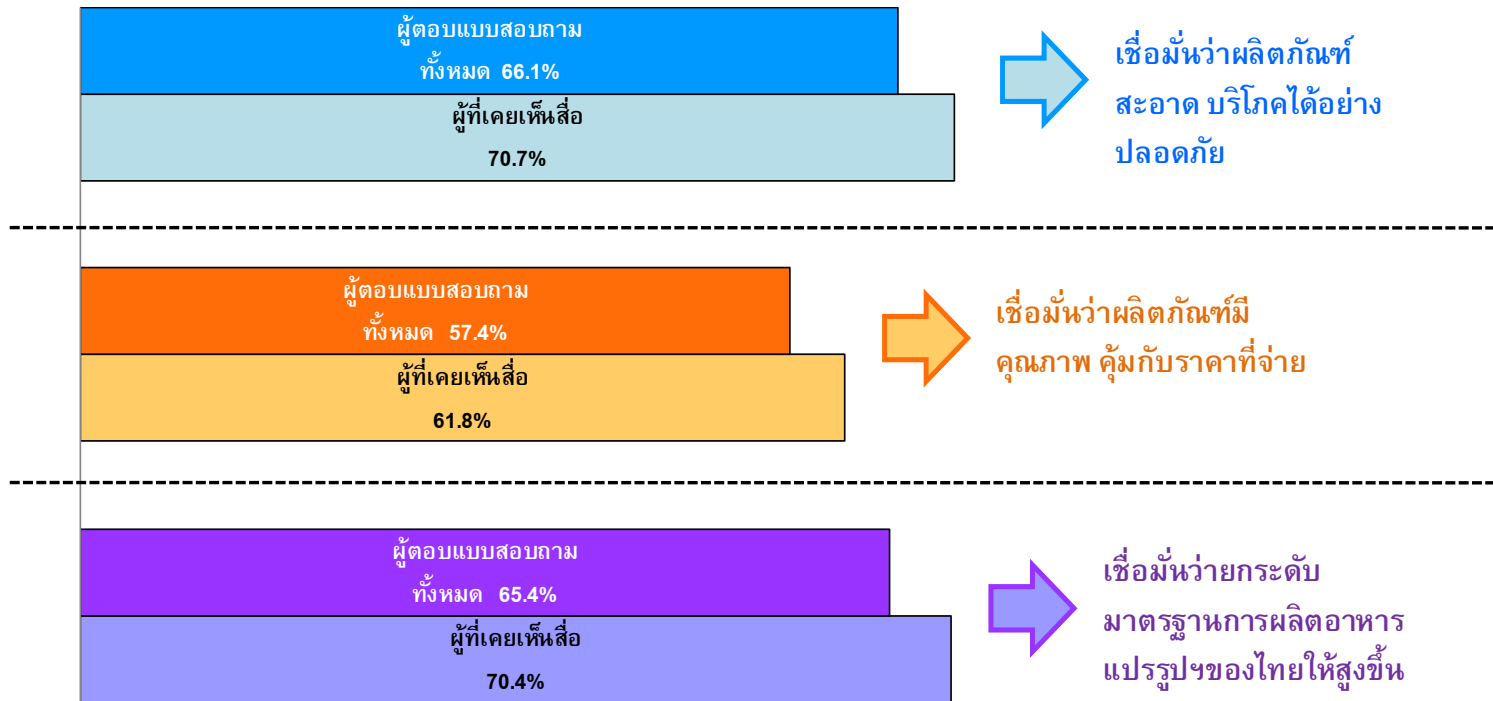 ผู้ตอบแบบสอบถาม
ทั้งหมด 66.1%
ผู้ที่เคยเห็นสื่อ
70.7%
เชื่อมั่นว่าผลิตภัณฑ์
สะอาด บริโภคได้อย่าง
ปลอดภัย
ผู้ตอบแบบสอบถาม
ทั้งหมด 57.4%
ผู้ที่เคยเห็นสื่อ
61.8%
เชื่อมั่นว่าผลิตภัณฑ์มี
คุณภาพ คุ้มกับราคาที่จ่าย
ผู้ตอบแบบสอบถาม
ทั้งหมด 65.4%
ผู้ที่เคยเห็นสื่อ
70.4%
เชื่อมั่นว่ายกระดับ
มาตรฐานการผลิตอาหาร
แปรรูปฯของไทยให้สูงขึ้น